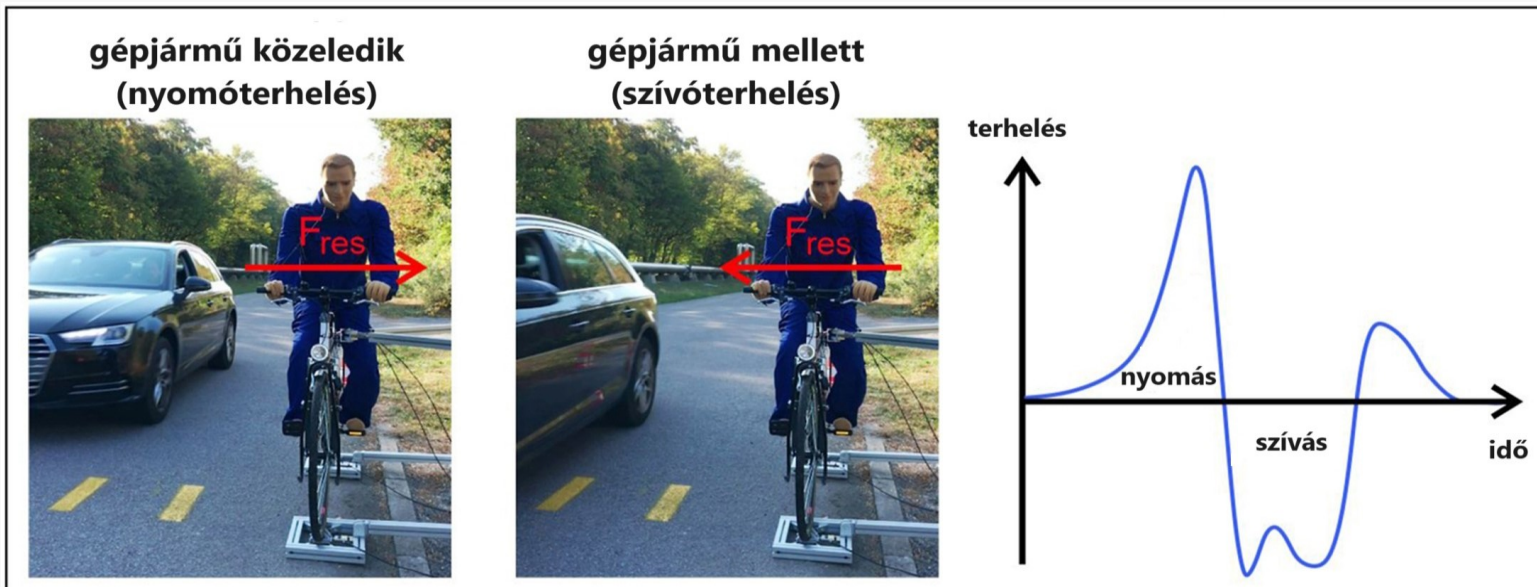 gépjármű közeledik
(nyomóterhelés)
gépjármű mellett
(szívóterhelés)
Fres
Fres
terhelés
nyomás
szívás
idő